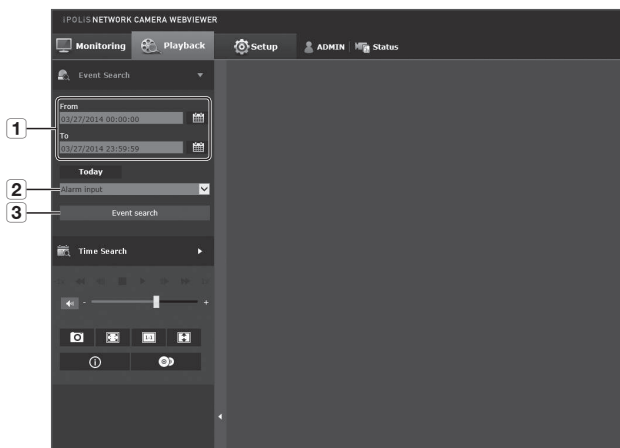 iPOLIS NETWORK CAMERA WEBVIEWER
Monitoring
Playback
Setup
ADMIN
Status
Event Search
From
1
03/27/2014 00:00:00
To
03/27/2014 23:59:59
Today
2
Alarm input
3
Event search
Time Search
- +
1:1